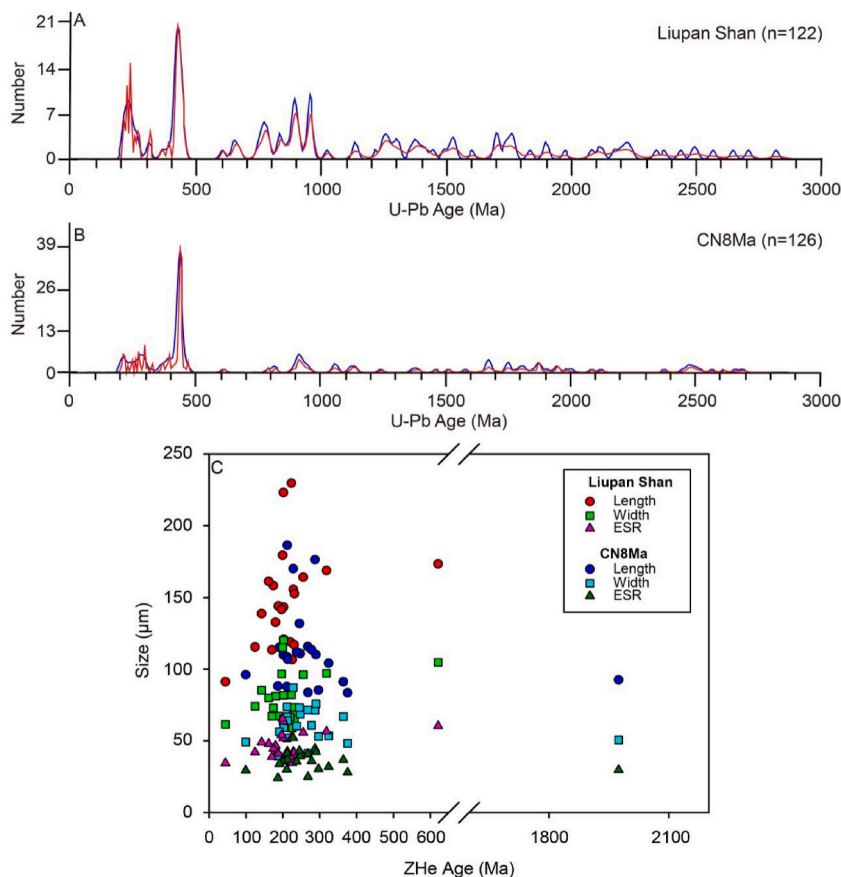 A
Liupan Shan (n=122)
Number
21
14
7
0
0 500 1000 1500 2000 2500 3000
U-Pb Age (Ma)
B
CN8Ma (n=126)
Number
39
26
13
0
0 500 1000 1500 2000 2500 3000
U-Pb Age (Ma)
C
Size (μm)
250
200
150
100
50
0
Liupan Shan
Length
Width
ESR
CN8Ma
Length
Width
ESR
0 100 200 300 400 500 600 1800 2100
ZHe Age (Ma)